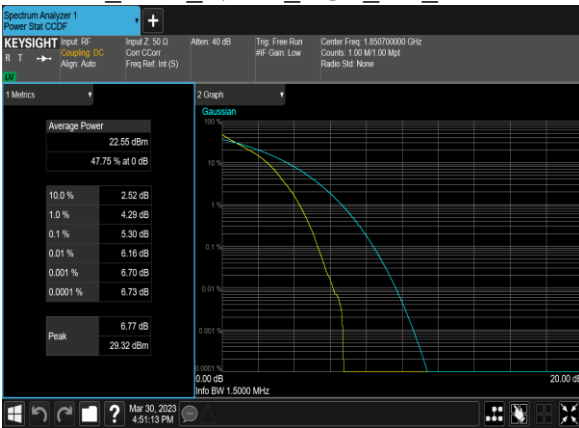 Spectrum Analyzer 1
Power Stat CCDF
KEYSIGHT
R T
LV
Input: RF
Coupling: DC
Align: Auto
Input Z: 50 Ω
Corr CCorr
Freq Ref: Int (S)
Atten: 40 dB
Trig: Free Run
#IF Gain: Low
Center Freq: 1.850700000 GHz
Counts: 1.00 M/1.00 Mpt
Radio Std: None
1 Metrics
Average Power
22.55 dBm
47.75 % at 0 dB
10.0 % 2.52 dB
1.0 % 4.29 dB
0.1 % 5.30 dB
0.01 % 6.16 dB
0.001 % 6.70 dB
0.0001 % 6.73 dB
Peak
6.77 dB
29.32 dBm
2 Graph
Gaussian
100 %
10 %
1 %
0.1 %
0.01 %
0.001 %
0.0001 %
0.00 dB
20.00 dB
Info BW 1.5000 MHz
Mar 30, 2023
4:51:13 PM